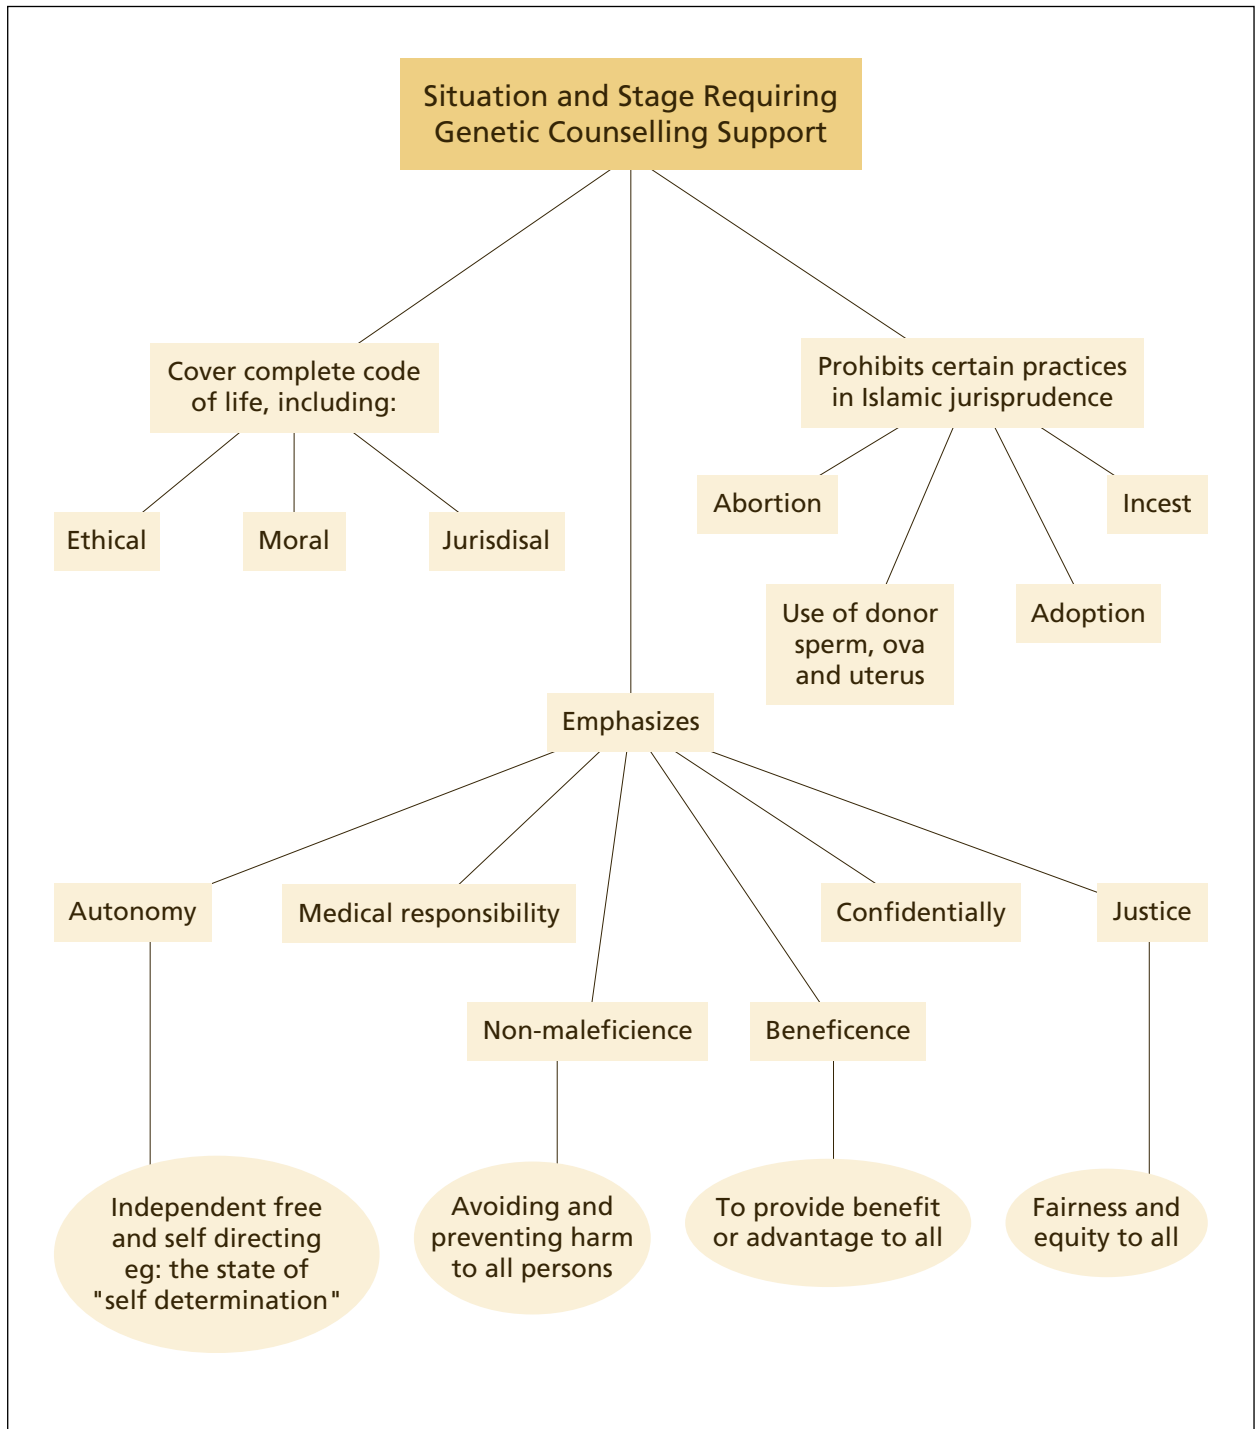 Situation and Stage Requiring
Genetic Counselling Support
Cover complete code
of life, including:
Prohibits certain practices
in Islamic jurisprudence
Ethical
Moral
Jurisdisal
Abortion
Incest
Use of donor
sperm, ova
and uterus
Adoption
Emphasizes
Autonomy
Medical responsibility
Confidentially
Justice
Non-maleficience
Beneficence
Independent free
and self directing
eg: the state of
"self determination"
Avoiding and
preventing harm
to all persons
To provide benefit
or advantage to all
Fairness and
equity to all